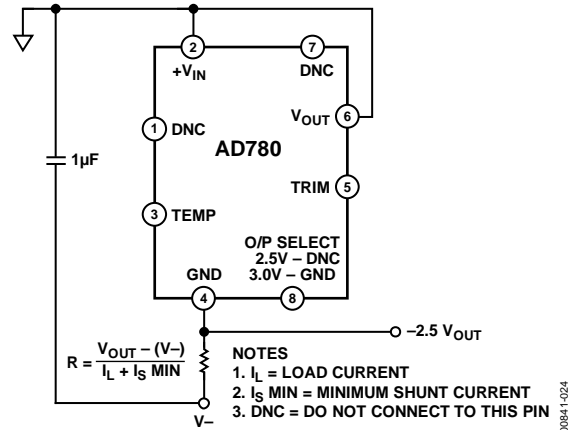 2
+VIN
7
DNC
VOUT 6
1 DNC
AD780
1µF
TRIM 5
3 TEMP
O/P SELECT
2.5V – DNC
3.0V – GND
GND
4
8
–2.5 VOUT
R = VOUT – (V–)
IL + IS MIN
NOTES
1. IL = LOAD CURRENT
2. IS MIN = MINIMUM SHUNT CURRENT
3. DNC = DO NOT CONNECT TO THIS PIN
V–
00841-024